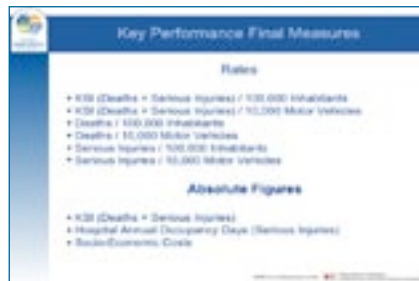 Key Performance Final Measures
Rates
• KSI (Deaths + Serious Injuries) / 100,000 Inhabitants
• KSI (Deaths + Serious Injuries) / 10,000 Motor Vehicles
• Deaths / 100,000 Inhabitants
• Deaths / 10,000 Motor Vehicles
• Serious Injuries / 100,000 Inhabitants
• Serious Injuries / 10,000 Motor Vehicles
Absolute Figures
• KSI (Deaths + Serious Injuries)
• Hospital Annual Occupancy Days (Serious Injuries)
• Socio-Economic Costs